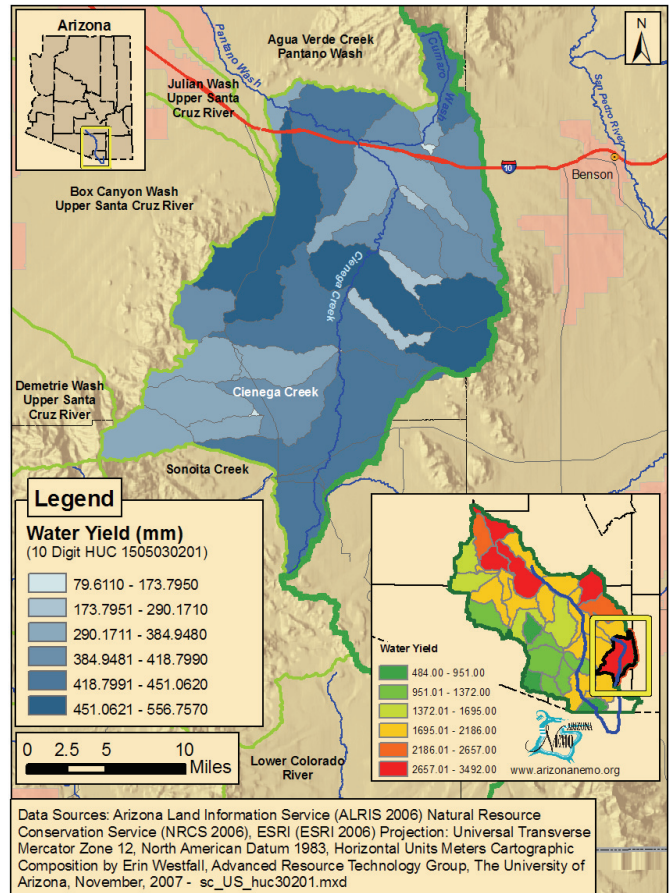 Arizona
N
Agua Verde Creek
Pantano Wash
Pantano Wash
Cumaro Wash
Julian Wash
Upper Santa
Cruz River
San Pedro River
10
Benson
Box Canyon Wash
Upper Santa Cruz River
Cienega Creek
Demetrie Wash
Upper Santa
Cruz River
Cienega Creek
Sonoita Creek
Legend
Water Yield (mm)
(10 Digit HUC 1505030201)
79.6110 - 173.7950
173.7951 - 290.1710
290.1711 - 384.9480
384.9481 - 418.7990
418.7991 - 451.0620
451.0621 - 556.7570
0 2.5 5 10
Miles
Lower Colorado
River
Water Yield
484.00 - 951.00
951.01 - 1372.00
1372.01 - 1695.00
1695.01 - 2186.00
2186.01 - 2657.00
2657.01 - 3492.00
ARIZONA
NEMO
www.arizonanemo.org
Data Sources: Arizona Land Information Service (ALRIS 2006) Natural Resource
Conservation Service (NRCS 2006), ESRI (ESRI 2006) Projection: Universal Transverse
Mercator Zone 12, North American Datum 1983, Horizontal Units Meters Cartographic
Composition by Erin Westfall, Advanced Resource Technology Group, The University of
Arizona, November, 2007 - sc_US_huc30201.mxd